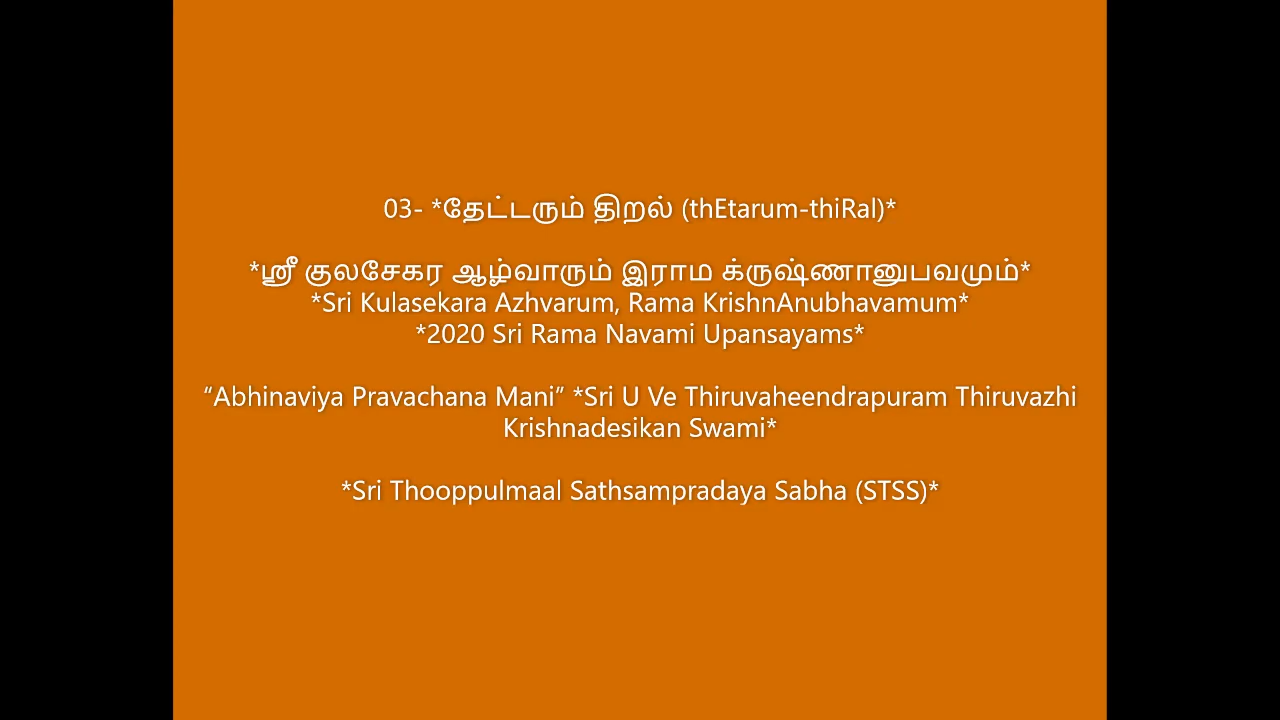 03- *தேட்டரும் திறல் (thEtarum-thiRal)*
*ஸ்ரீ குலசேகர ஆழ்வாரும் இராம க்ருஷ்ணானுபவமும்*
*Sri Kulasekara Azhvarum, Rama KrishnAnubhavamum*
*2020 Sri Rama Navami Upansayams*
“Abhinaviya Pravachana Mani” *Sri U Ve Thiruvaheendrapuram Thiruvazhi
Krishnadesikan Swami*
*Sri Thooppulmaal Sathsampradaya Sabha (STSS)*